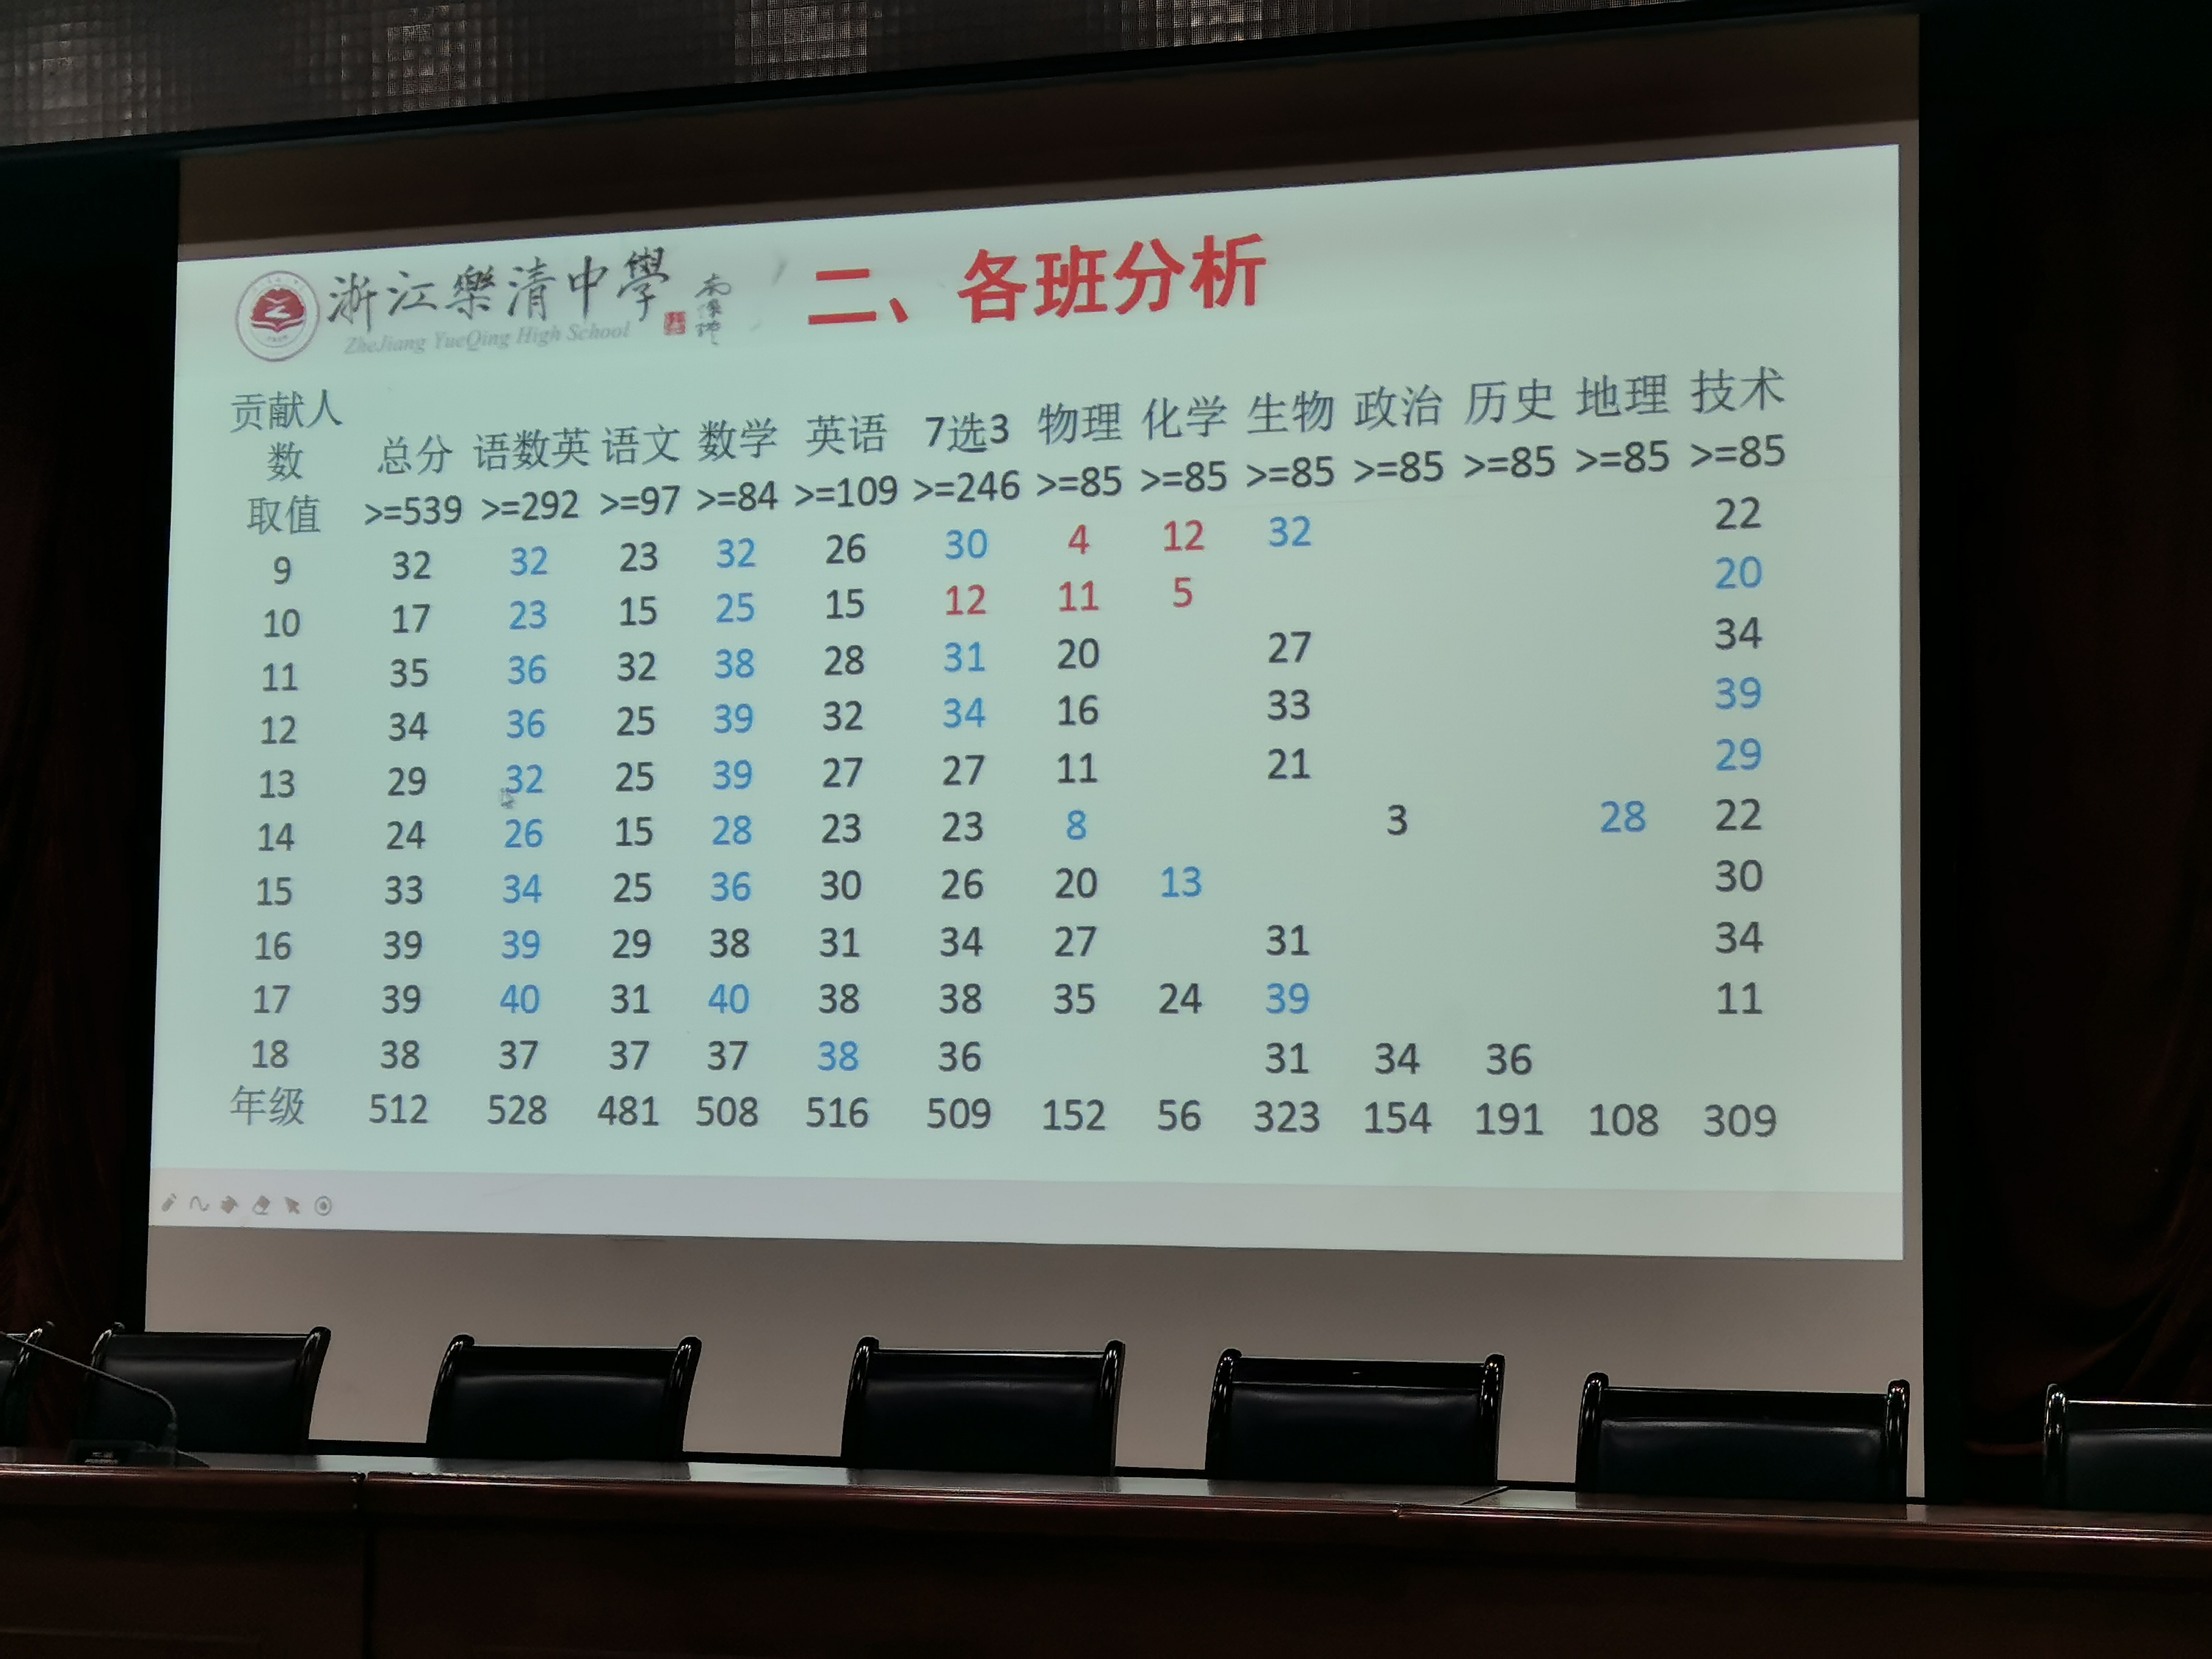 浙江樂清中學
ZheJiang YueQing High School
二、各班分析
贡献人数 总分 语数英 语文 数学 英语 7选3 物理 化学 生物 政治 历史 地理 技术
取值 >=539 >=292 >=97 >=84 >=109 >=246 >=85 >=85 >=85 >=85 >=85 >=85 >=85
9 32 32 23 32 26 30 4 12 32 22
10 17 23 15 25 15 12 11 5 20
11 35 36 32 38 28 31 20 27 34
12 34 36 25 39 32 34 16 33 39
13 29 32 25 39 27 27 11 21 29
14 24 26 15 28 23 23 8 3 28 22
15 33 34 25 36 30 26 20 13 30
16 39 39 29 38 31 34 27 31 34
17 39 40 31 40 38 38 35 24 39 11
18 38 37 37 37 38 36 31 34 36
年级 512 528 481 508 516 509 152 56 323 154 191 108 309